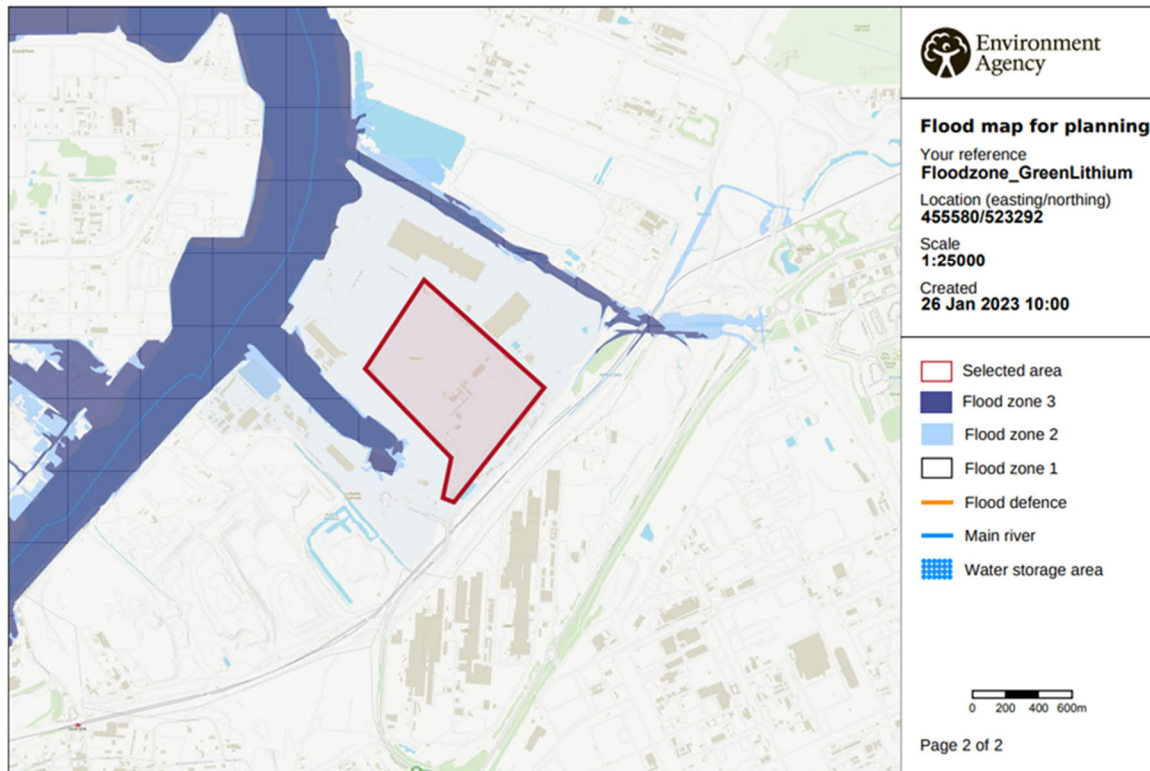 Environment
Agency
Flood map for planning
Your reference
Floodzone_GreenLithium
Location (easting/northing)
455580/523292
Scale
1:25000
Created
26 Jan 2023 10:00
Selected area
Flood zone 3
Flood zone 2
Flood zone 1
Flood defence
Main river
Water storage area
0 200 400 600m
Page 2 of 2